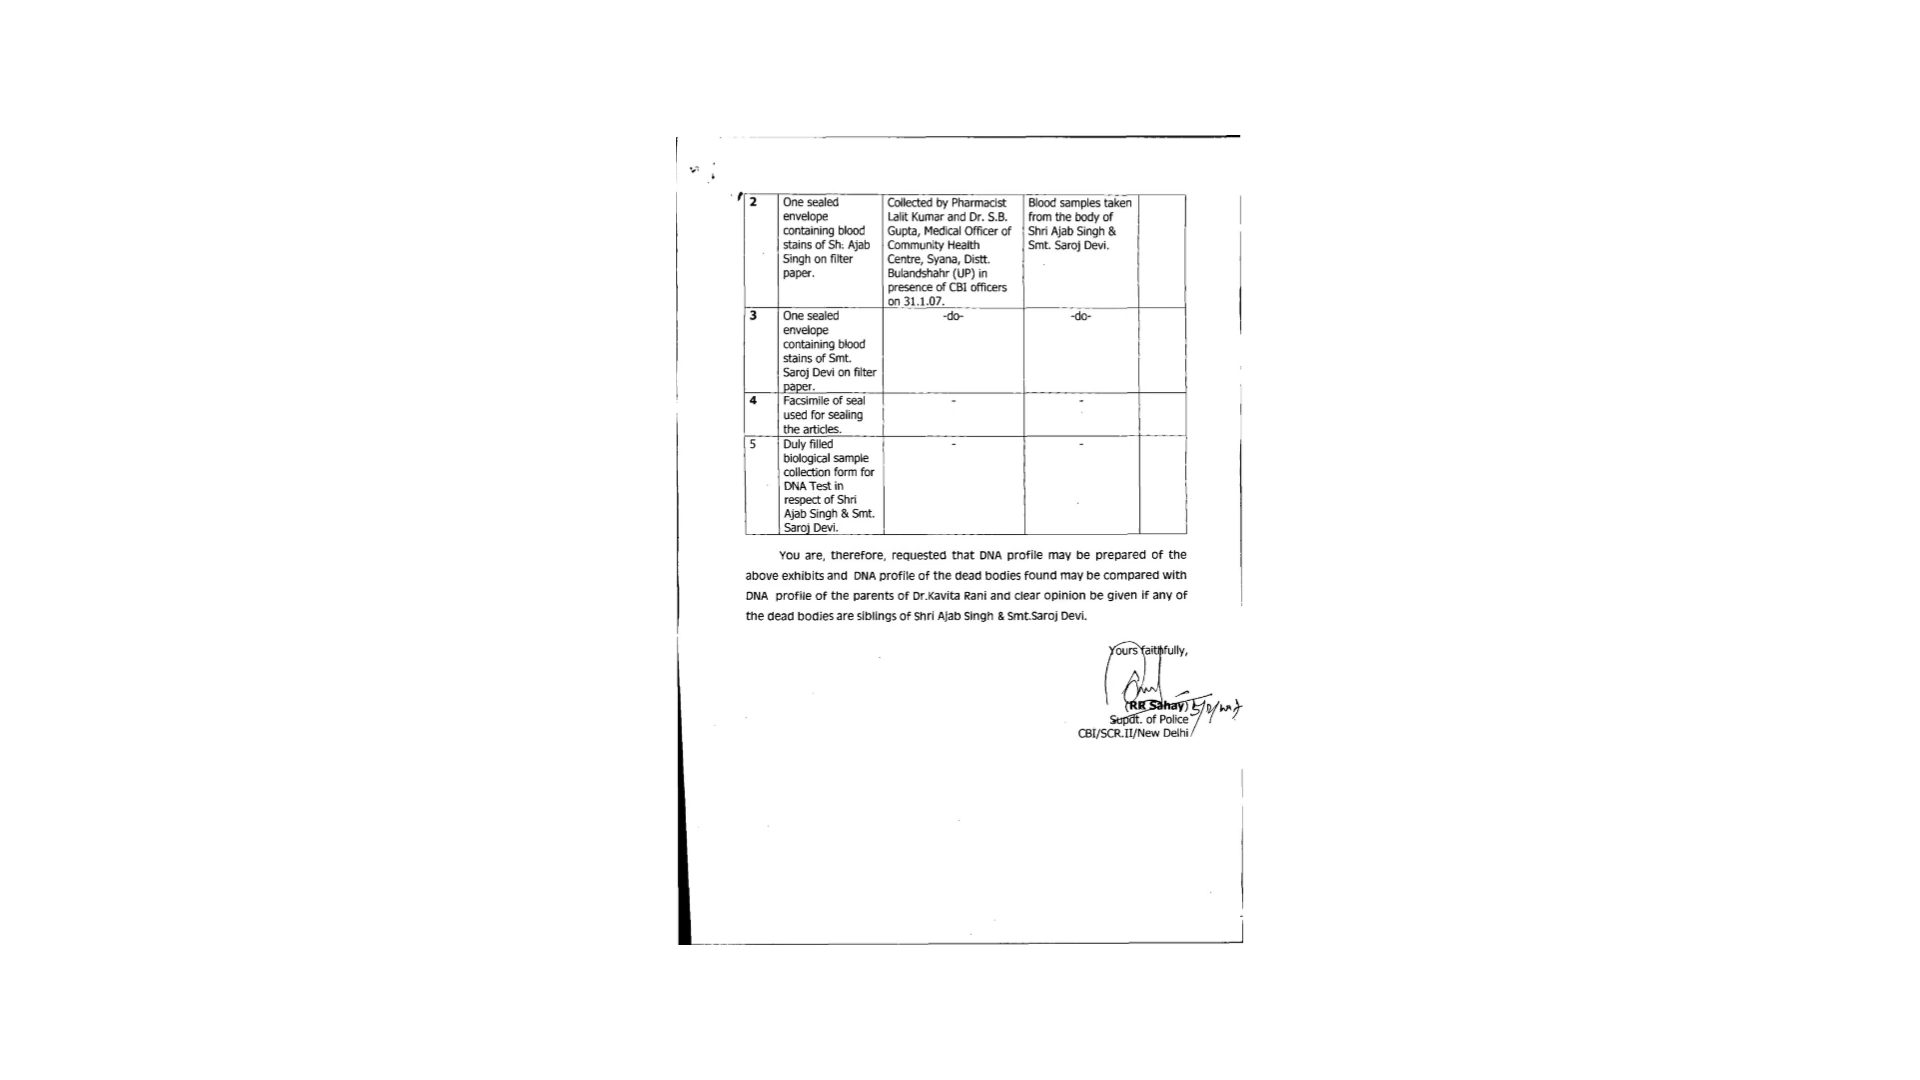 2
One sealed
envelope
containing blood
stains of Sh. Ajab
Singh on filter
paper.
Collected by Pharmacist
Lalit Kumar and Dr. S.B.
Gupta, Medical Officer of
Community Health
Centre, Syana, Distt.
Bulandshahr (UP) in
presence of CBI officers
on 31.1.07.
Blood samples taken
from the body of
Shri Ajab Singh &
Smt. Saroj Devi.
3
One sealed
envelope
containing blood
stains of Smt.
Saroj Devi on filter
paper.
-do-
-do-
4
Facsimile of seal
used for sealing
the articles.
-
-
5
Duly filled
biological sample
collection form for
DNA Test in
respect of Shri
Ajab Singh & Smt.
Saroj Devi.
-
-
You are, therefore, requested that DNA profile may be prepared of the
above exhibits and DNA profile of the dead bodies found may be compared with
DNA profile of the parents of Dr.Kavita Rani and clear opinion be given if any of
the dead bodies are siblings of Shri Ajab Singh & Smt.Saroj Devi.
Yours faithfully,
(RR Sahay)
Supdt. of Police
CBI/SCR.II/New Delhi